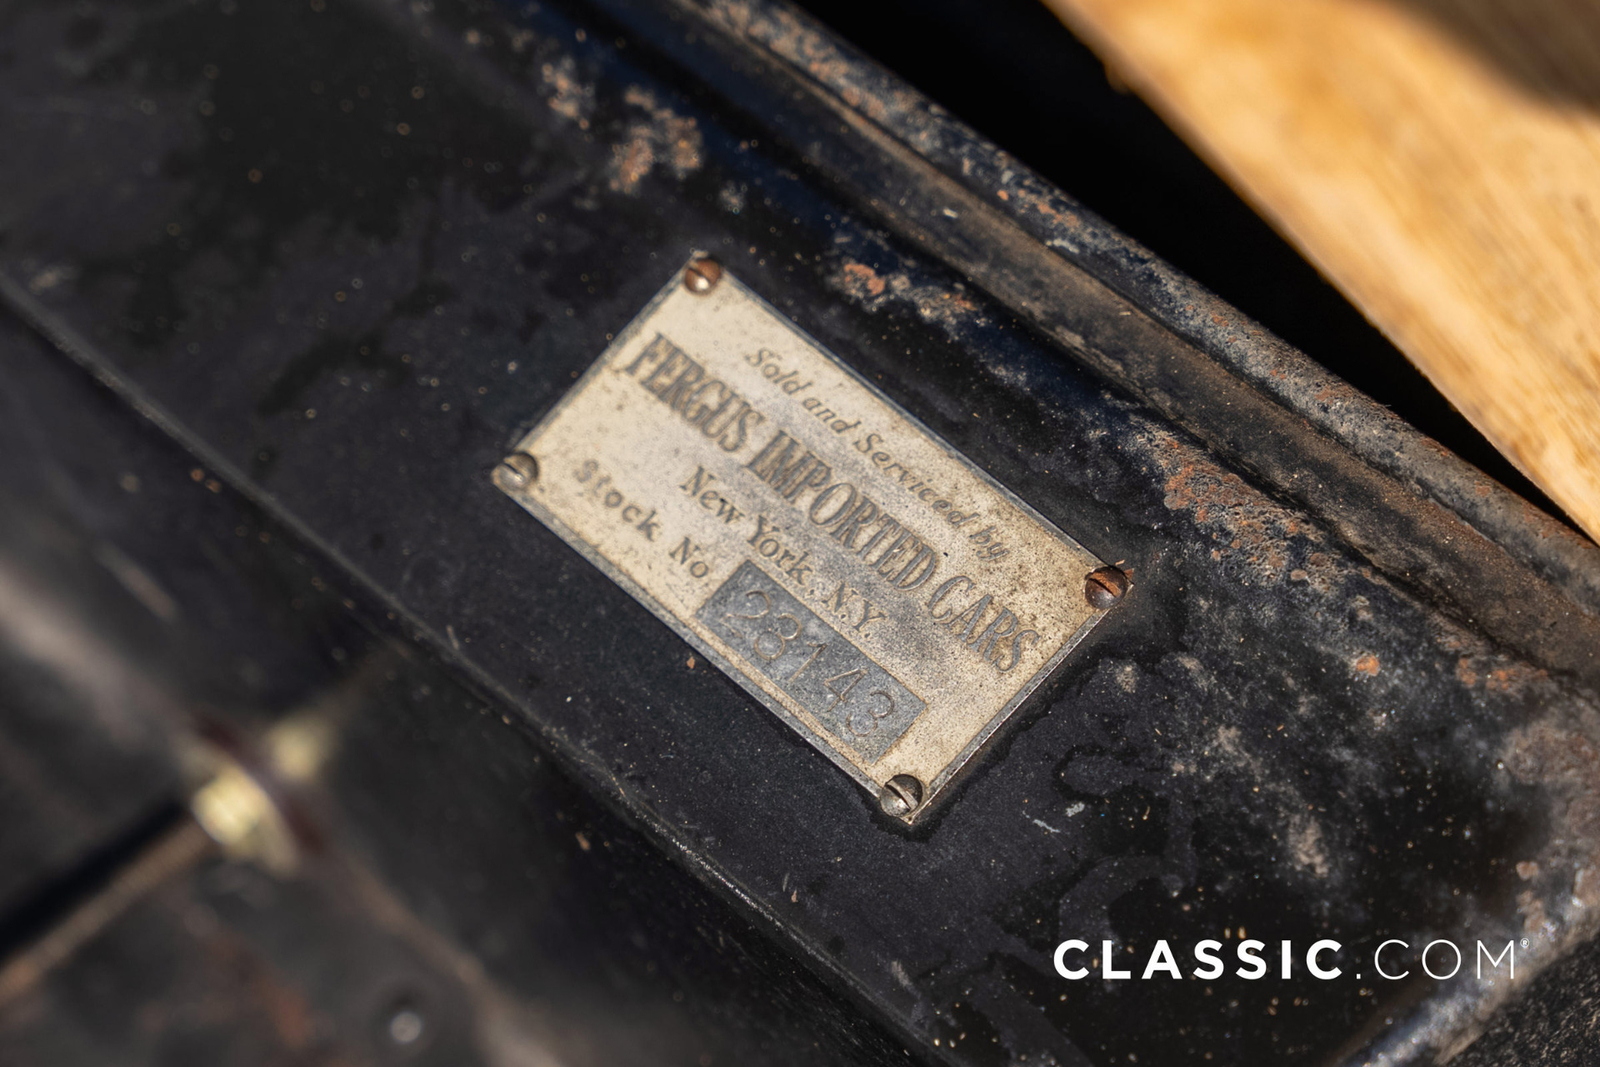 Sold and Serviced by
FERGUS IMPORTED CARS
New York, N.Y.
Stock No. 28143
CLASSIC.COM®